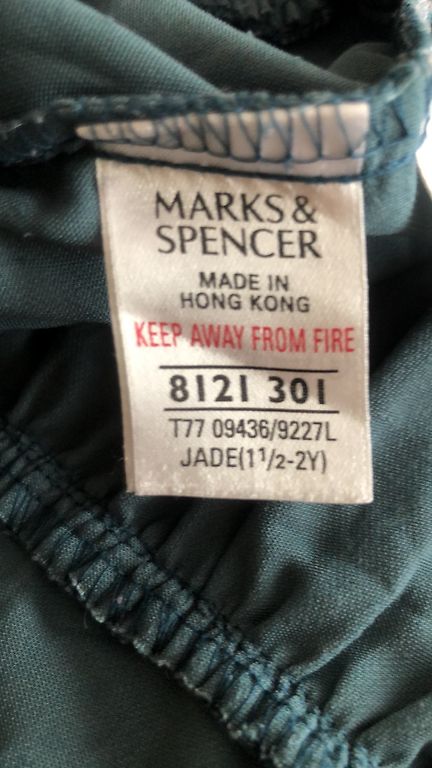 MARKS &
SPENCER
MADE IN
HONG KONG
KEEP AWAY FROM FIRE
8121 301
T77 09436/9227L
JADE(1½-2Y)